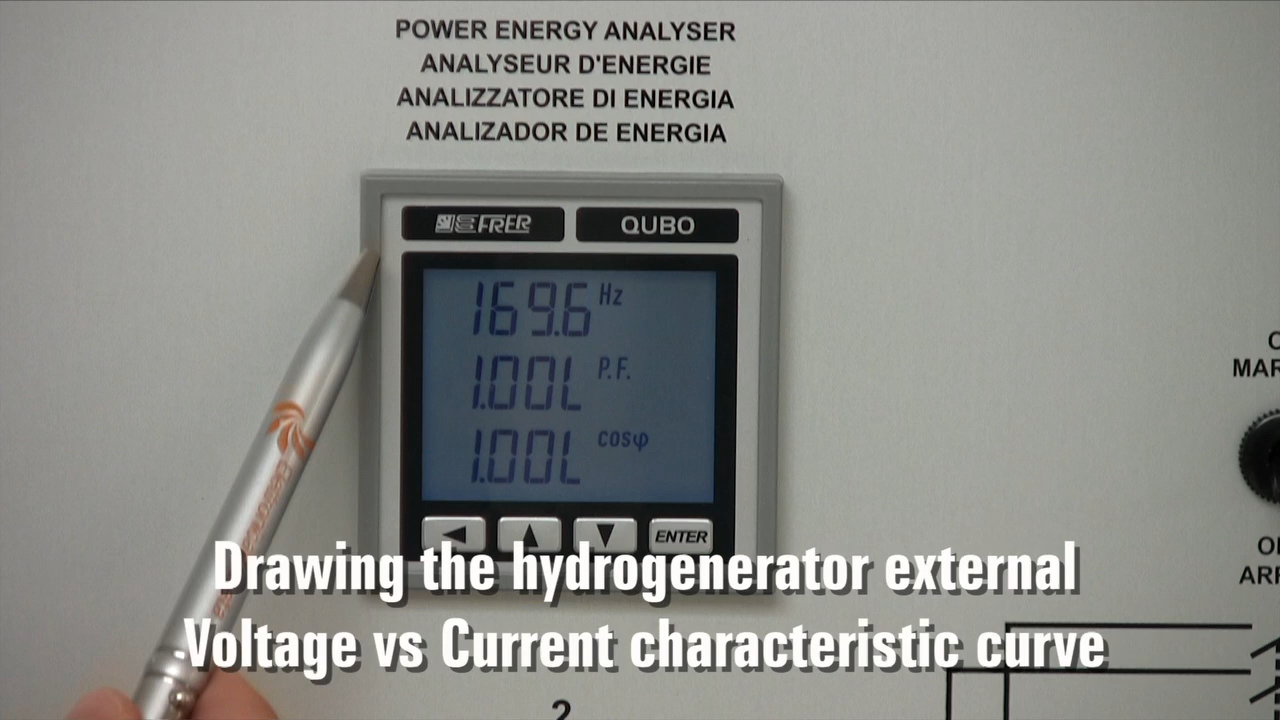 POWER ENERGY ANALYSER
ANALYSEUR D'ENERGIE
ANALIZZATORE DI ENERGIA
ANALIZADOR DE ENERGIA
FRER QUBO
169.6 Hz
1.00L P.F.
1.00L cosφ
ENTER
Drawing the hydrogenerator external
Voltage vs Current characteristic curve
2